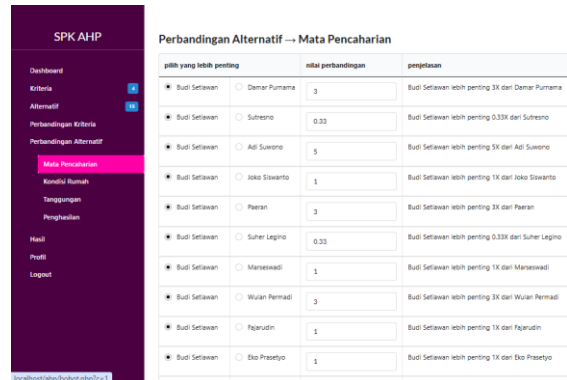 SPK AHP
Dashboard
Kriteria 4
Alternatif 16
Perbandingan Kriteria
Perbandingan Alternatif
Mata Pencaharian
Kondisi Rumah
Tanggungan
Penghasilan
Hasil
Profil
Logout
Perbandingan Alternatif → Mata Pencaharian
pilih yang lebih penting nilai perbandingan penjelasan
Budi Setiawan Damar Purnama 3 Budi Setiawan lebih penting 3X dari Damar Purnama
Budi Setiawan Sutresno 0.33 Budi Setiawan lebih penting 0.33X dari Sutresno
Budi Setiawan Adi Suwono 5 Budi Setiawan lebih penting 5X dari Adi Suwono
Budi Setiawan Joko Siswanto 1 Budi Setiawan lebih penting 1X dari Joko Siswanto
Budi Setiawan Paeran 3 Budi Setiawan lebih penting 3X dari Paeran
Budi Setiawan Suher Legino 0.33 Budi Setiawan lebih penting 0.33X dari Suher Legino
Budi Setiawan Marseswadi 1 Budi Setiawan lebih penting 1X dari Marseswadi
Budi Setiawan Wulan Permadi 3 Budi Setiawan lebih penting 3X dari Wulan Permadi
Budi Setiawan Fajarudin 1 Budi Setiawan lebih penting 1X dari Fajarudin
Budi Setiawan Eko Prasetyo 1 Budi Setiawan lebih penting 1X dari Eko Prasetyo
localhost/ahp/bobot.php?c=1